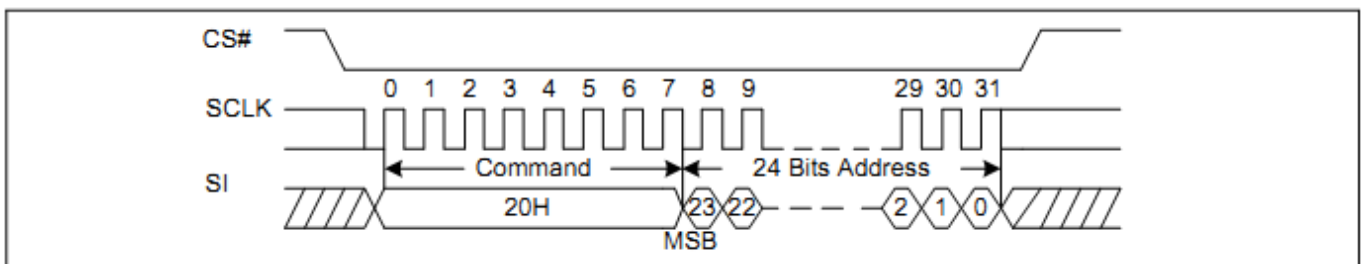 CS#
0 1 2 3 4 5 6 7 8 9 29 30 31
SCLK
Command 24 Bits Address
SI
20H 23 22 2 1 0
MSB